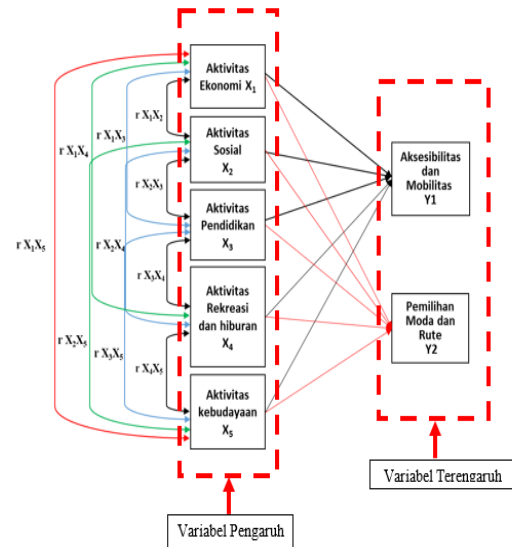 Aktivitas
Ekonomi X₁
r X₁X₂
r X₁X₃
r X₁X₄
Aktivitas
Sosial
X₂
Aksesibilitas
dan
Mobilitas
Y1
r X₂X₃
Aktivitas
Pendidikan
X₃
r X₁X₅
r X₂X₄
r X₃X₄
Aktivitas
Rekreasi
dan hiburan
X₄
Pemilihan
Moda dan
Rute
Y2
r X₂X₅
r X₃X₅
r X₄X₅
Aktivitas
kebudayaan
X₅
Variabel Terengaruh
Variabel Pengaruh